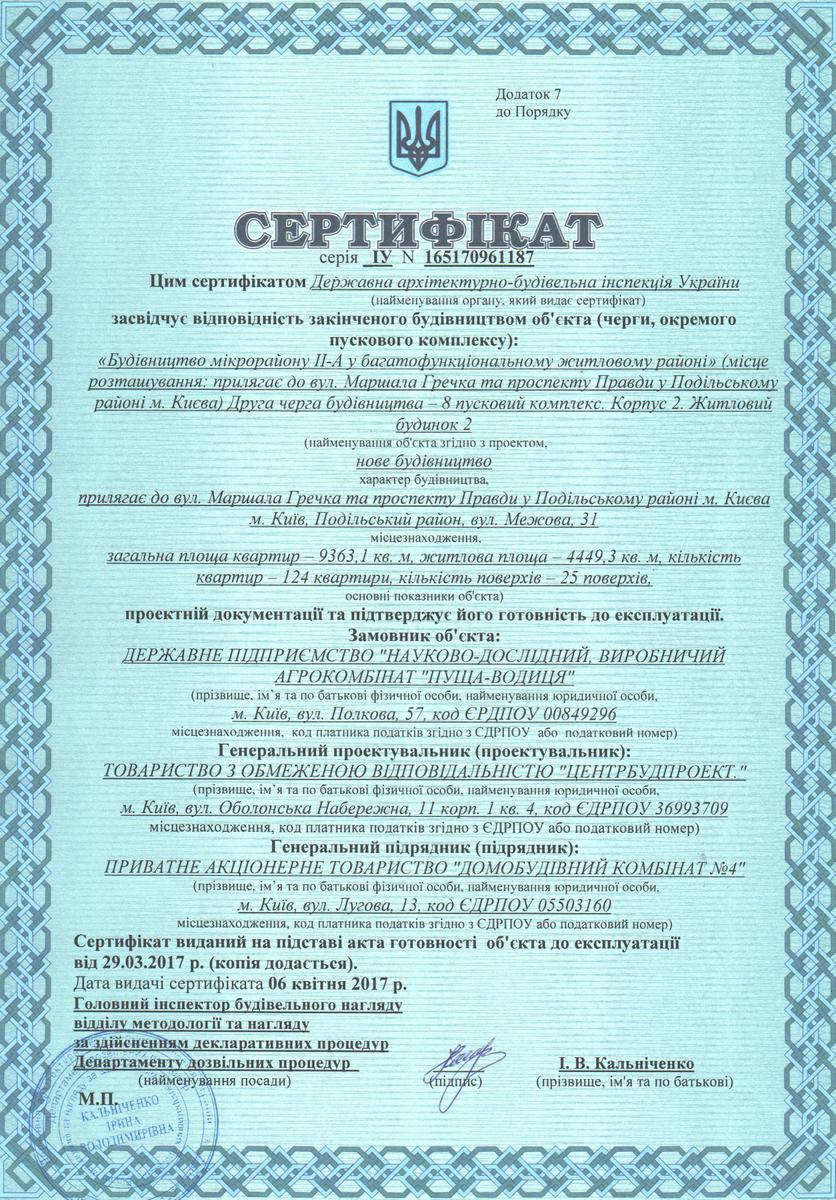 Додаток 7
до Порядку
СЕРТИФІКАТ
серія ІУ N 165170961187
Цим сертифікатом Державна архітектурно-будівельна інспекція України
(найменування органу, який видає сертифікат)
засвідчує відповідність закінченого будівництвом об'єкта (черги, окремого
пускового комплексу):
«Будівництво мікрорайону ІІ-А у багатофункціональному житловому районі» (місце
розташування: прилягає до вул. Маршала Гречка та проспекту Правди у Подільському
районі м. Києва) Друга черга будівництва – 8 пусковий комплекс. Корпус 2. Житловий
будинок 2
(найменування об'єкта згідно з проектом,
нове будівництво
характер будівництва,
прилягає до вул. Маршала Гречка та проспекту Правди у Подільському районі м. Києва
м. Київ, Подільський район, вул. Межова, 31
місцезнаходження,
загальна площа квартир – 9363,1 кв. м, житлова площа – 4449,3 кв. м, кількість
квартир – 124 квартири, кількість поверхів – 25 поверхів,
основні показники об'єкта)
проектній документації та підтверджує його готовність до експлуатації.
Замовник об'єкта:
ДЕРЖАВНЕ ПІДПРИЄМСТВО "НАУКОВО-ДОСЛІДНИЙ, ВИРОБНИЧИЙ
АГРОКОМБІНАТ "ПУЩА-ВОДИЦЯ"
(прізвище, ім’я та по батькові фізичної особи, найменування юридичної особи,
м. Київ, вул. Полкова, 57, код ЄРДПОУ 00849296
місцезнаходження, код платника податків згідно з ЄДРПОУ або податковий номер)
Генеральний проектувальник (проектувальник):
ТОВАРИСТВО З ОБМЕЖЕНОЮ ВІДПОВІДАЛЬНІСТЮ "ЦЕНТРБУДПРОЕКТ."
(прізвище, ім’я та по батькові фізичної особи, найменування юридичної особи,
м. Київ, вул. Оболонська Набережна, 11 корп. 1 кв. 4, код ЄДРПОУ 36993709
місцезнаходження, код платника податків згідно з ЄДРПОУ або податковий номер)
Генеральний підрядник (підрядник):
ПРИВАТНЕ АКЦІОНЕРНЕ ТОВАРИСТВО "ДОМОБУДІВНИЙ КОМБІНАТ №4"
(прізвище, ім’я та по батькові фізичної особи, найменування юридичної особи,
м. Київ, вул. Лугова, 13, код ЄДРПОУ 05503160
місцезнаходження, код платника податків згідно з ЄДРПОУ або податковий номер)
Сертифікат виданий на підставі акта готовності об'єкта до експлуатації
від 29.03.2017 р. (копія додається).
Дата видачі сертифіката 06 квітня 2017 р.
Головний інспектор будівельного нагляду
відділу методології та нагляду
за здійсненням декларативних процедур
Департаменту дозвільних процедур
І. В. Кальніченко
(найменування посади)
(підпис)
(прізвище, ім'я та по батькові)
М.П.
КАЛЬНІЧЕНКО
ІРИНА
ВОЛОДИМИРІВНА